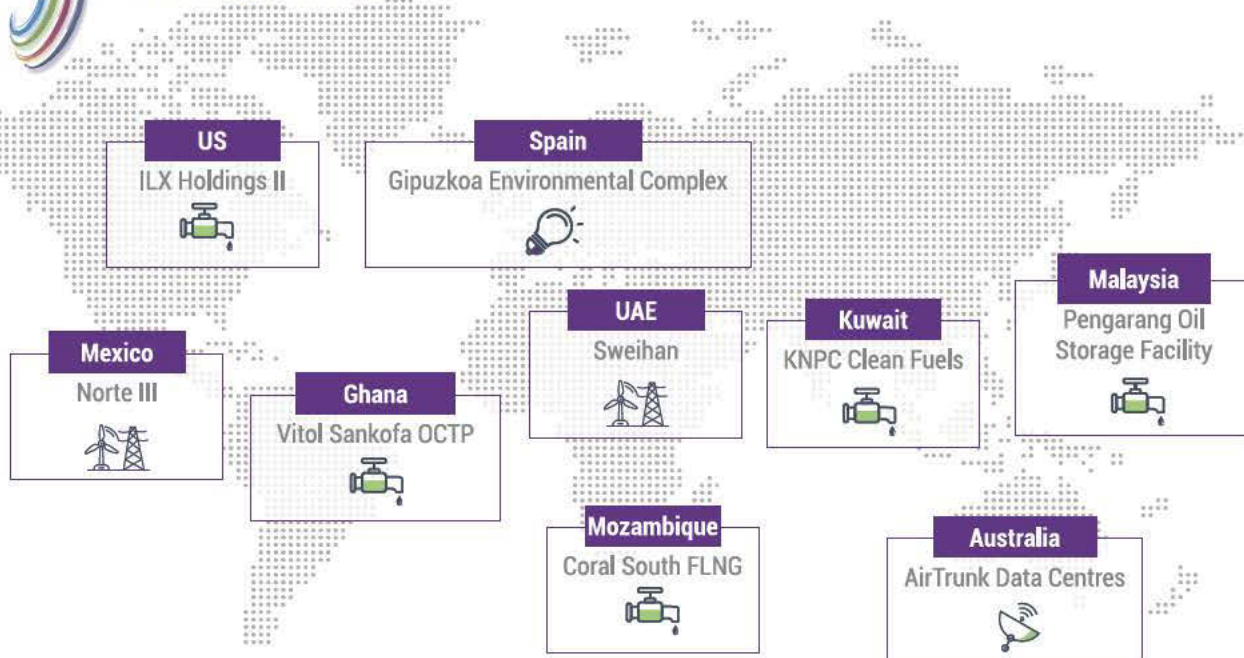 US
ILX Holdings II
Spain
Gipuzkoa Environmental Complex
Malaysia
Pengarang Oil
Storage Facility
UAE
Sweihan
Kuwait
KNPC Clean Fuels
Mexico
Norte III
Ghana
Vitol Sankofa OCTP
Mozambique
Coral South FLNG
Australia
AirTrunk Data Centres